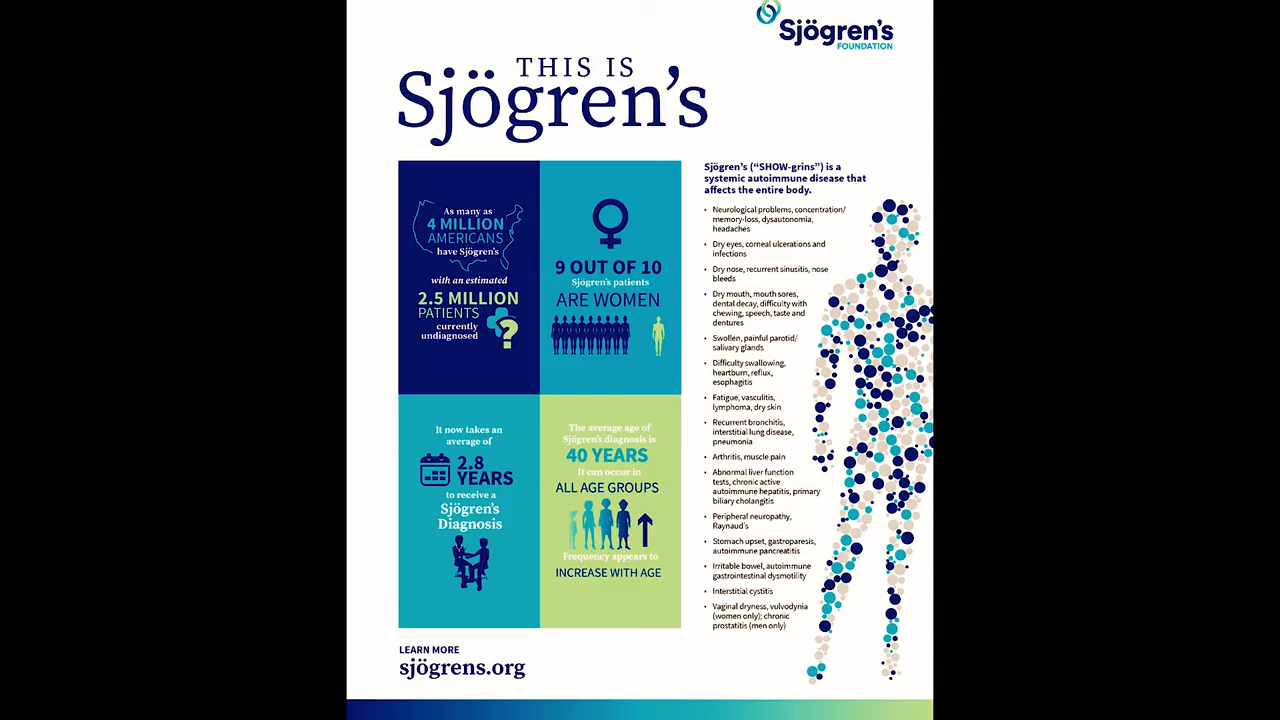 Sjögren's
FOUNDATION
THIS IS
Sjögren's
As many as
4 MILLION
AMERICANS
have Sjögren's
with an estimated
2.5 MILLION
PATIENTS
currently
undiagnosed
?
9 OUT OF 10
Sjögren's patients
ARE WOMEN
It now takes an
average of
2.8
YEARS
to receive a
Sjögren's
Diagnosis
The average age of
Sjögren's diagnosis is
40 YEARS
It can occur in
ALL AGE GROUPS
Frequency appears to
INCREASE WITH AGE
Sjögren's ("SHOW-grins") is a
systemic autoimmune disease that
affects the entire body.
• Neurological problems, concentration/
memory-loss, dysautonomia,
headaches
• Dry eyes, corneal ulcerations and
infections
• Dry nose, recurrent sinusitis, nose
bleeds
• Dry mouth, mouth sores,
dental decay, difficulty with
chewing, speech, taste and
dentures
• Swollen, painful parotid/
salivary glands
• Difficulty swallowing,
heartburn, reflux,
esophagitis
• Fatigue, vasculitis,
lymphoma, dry skin
• Recurrent bronchitis,
interstitial lung disease,
pneumonia
• Arthritis, muscle pain
• Abnormal liver function
tests, chronic active
autoimmune hepatitis, primary
biliary cholangitis
• Peripheral neuropathy,
Raynaud's
• Stomach upset, gastroparesis,
autoimmune pancreatitis
• Irritable bowel, autoimmune
gastrointestinal dysmotility
• Interstitial cystitis
• Vaginal dryness, vulvodynia
(women only); chronic
prostatitis (men only)
LEARN MORE
sjögrens.org